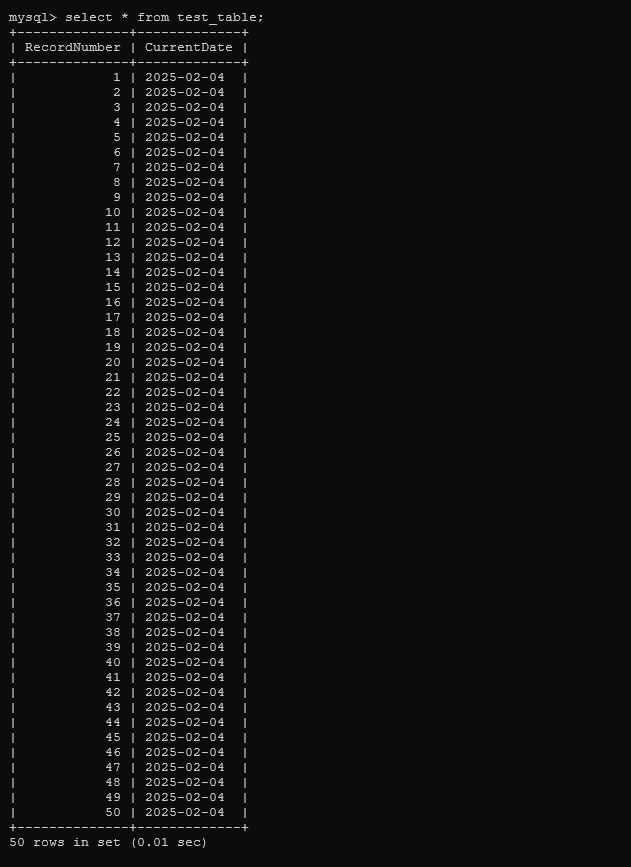 mysql> select * from test_table;
+--------------+-------------+
| RecordNumber | CurrentDate |
+--------------+-------------+
|            1 | 2025-02-04  |
|            2 | 2025-02-04  |
|            3 | 2025-02-04  |
|            4 | 2025-02-04  |
|            5 | 2025-02-04  |
|            6 | 2025-02-04  |
|            7 | 2025-02-04  |
|            8 | 2025-02-04  |
|            9 | 2025-02-04  |
|           10 | 2025-02-04  |
|           11 | 2025-02-04  |
|           12 | 2025-02-04  |
|           13 | 2025-02-04  |
|           14 | 2025-02-04  |
|           15 | 2025-02-04  |
|           16 | 2025-02-04  |
|           17 | 2025-02-04  |
|           18 | 2025-02-04  |
|           19 | 2025-02-04  |
|           20 | 2025-02-04  |
|           21 | 2025-02-04  |
|           22 | 2025-02-04  |
|           23 | 2025-02-04  |
|           24 | 2025-02-04  |
|           25 | 2025-02-04  |
|           26 | 2025-02-04  |
|           27 | 2025-02-04  |
|           28 | 2025-02-04  |
|           29 | 2025-02-04  |
|           30 | 2025-02-04  |
|           31 | 2025-02-04  |
|           32 | 2025-02-04  |
|           33 | 2025-02-04  |
|           34 | 2025-02-04  |
|           35 | 2025-02-04  |
|           36 | 2025-02-04  |
|           37 | 2025-02-04  |
|           38 | 2025-02-04  |
|           39 | 2025-02-04  |
|           40 | 2025-02-04  |
|           41 | 2025-02-04  |
|           42 | 2025-02-04  |
|           43 | 2025-02-04  |
|           44 | 2025-02-04  |
|           45 | 2025-02-04  |
|           46 | 2025-02-04  |
|           47 | 2025-02-04  |
|           48 | 2025-02-04  |
|           49 | 2025-02-04  |
|           50 | 2025-02-04  |
+--------------+-------------+
50 rows in set (0.01 sec)